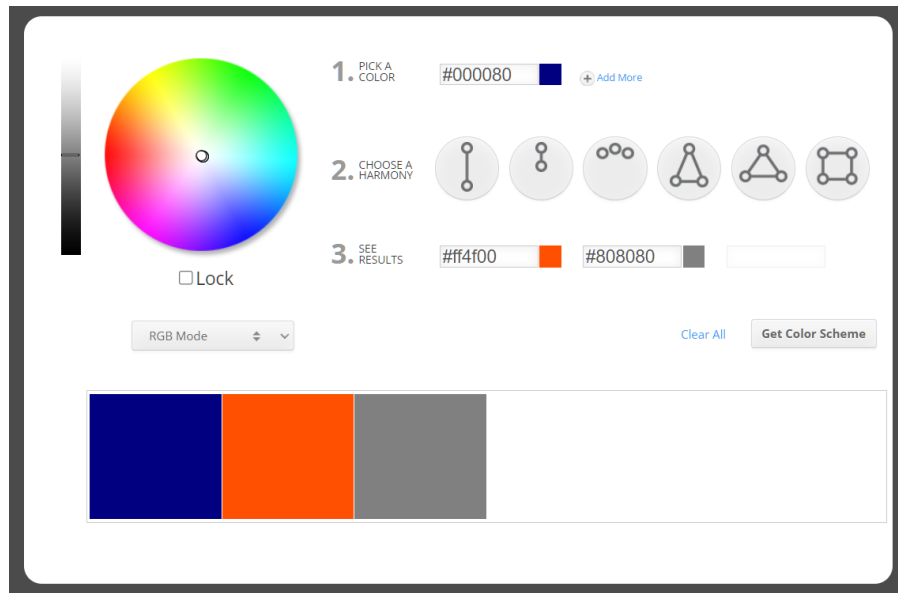 1. PICK A
COLOR
#000080
+ Add More
2. CHOOSE A
HARMONY
3. SEE
RESULTS
#ff4f00
#808080
Lock
RGB Mode
Clear All
Get Color Scheme